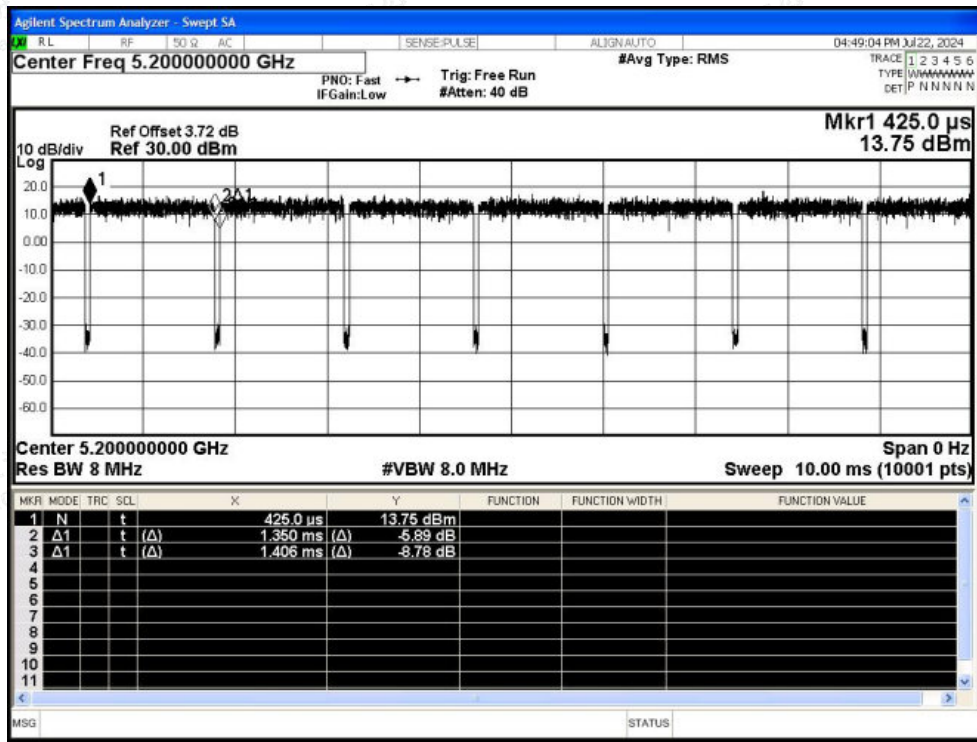 Agilent Spectrum Analyzer - Swept SA
LXI RL RF 50 Ω AC SENSE:PULSE ALIGNAUTO 04:49:04 PM Jul 22, 2024
Center Freq 5.200000000 GHz #Avg Type: RMS TRACE 1 2 3 4 5 6
PNO: Fast Trig: Free Run TYPE WWWWWW
IFGain:Low #Atten: 40 dB DET P N N N N N
Ref Offset 3.72 dB Mkr1 425.0 µs
10 dB/div Ref 30.00 dBm 13.75 dBm
Log
20.0
1
2Δ1
10.0
0.00
-10.0
-20.0
-30.0
-40.0
-50.0
-60.0
Center 5.200000000 GHz Span 0 Hz
Res BW 8 MHz #VBW 8.0 MHz Sweep 10.00 ms (10001 pts)
MKR MODE TRC SCL X Y FUNCTION FUNCTION WIDTH FUNCTION VALUE
1 N t 425.0 µs 13.75 dBm
2 Δ1 t (Δ) 1.350 ms (Δ) -5.89 dB
3 Δ1 t (Δ) 1.406 ms (Δ) -8.78 dB
4
5
6
7
8
9
10
11
MSG STATUS